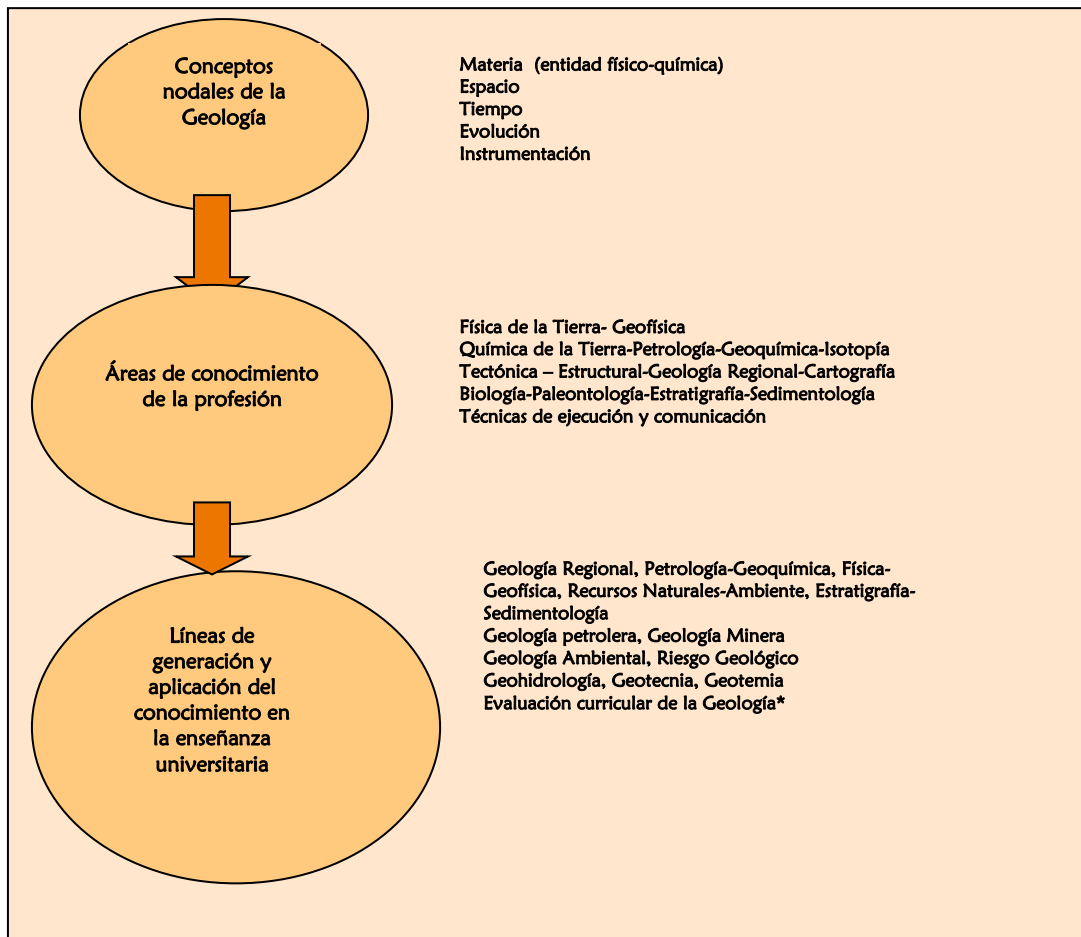 Conceptos
nodales de la
Geología
Materia (entidad físico-química)
Espacio
Tiempo
Evolución
Instrumentación
Áreas de conocimiento
de la profesión
Física de la Tierra- Geofísica
Química de la Tierra-Petrología-Geoquímica-Isotopía
Tectónica – Estructural-Geología Regional-Cartografía
Biología-Paleontología-Estratigrafía-Sedimentología
Técnicas de ejecución y comunicación
Líneas de
generación y
aplicación del
conocimiento en
la enseñanza
universitaria
Geología Regional, Petrología-Geoquímica, Física-
Geofísica, Recursos Naturales-Ambiente, Estratigrafía-
Sedimentología
Geología petrolera, Geología Minera
Geología Ambiental, Riesgo Geológico
Geohidrología, Geotecnia, Geotemia
Evaluación curricular de la Geología*